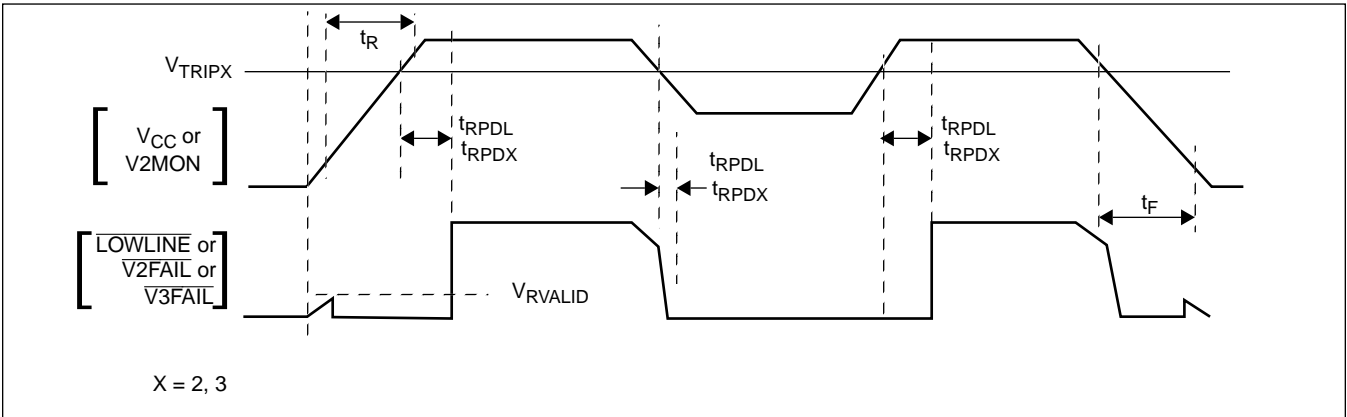 tR
VTRIPX
VCC or
V2MON
tRPDL
tRPDX
tRPDL
tRPDX
tRPDL
tRPDX
tF
LOWLINE or
V2FAIL or
V3FAIL
VRVALID
X = 2, 3